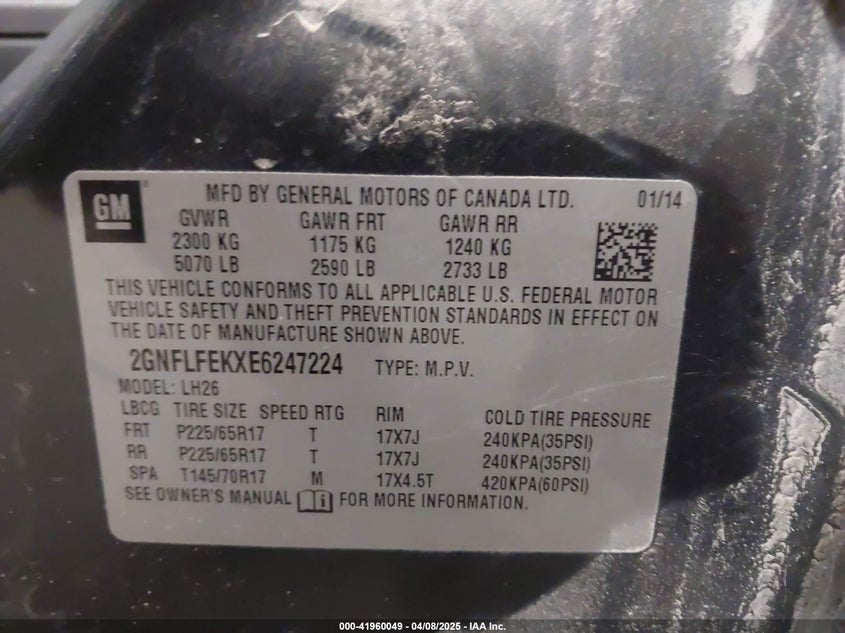 GM ® MFD BY GENERAL MOTORS OF CANADA LTD. 01/14
GVWR GAWR FRT GAWR RR
2300 KG 1175 KG 1240 KG
5070 LB 2590 LB 2733 LB
THIS VEHICLE CONFORMS TO ALL APPLICABLE U.S. FEDERAL MOTOR
VEHICLE SAFETY AND THEFT PREVENTION STANDARDS IN EFFECT ON
THE DATE OF MANUFACTURE SHOWN ABOVE.
2GNFLFEKXE6247224 TYPE: M.P.V.
MODEL: LH26
LBCG TIRE SIZE SPEED RTG RIM COLD TIRE PRESSURE
FRT P225/65R17 T 17X7J 240KPA(35PSI)
RR P225/65R17 T 17X7J 240KPA(35PSI)
SPA T145/70R17 M 17X4.5T 420KPA(60PSI)
SEE OWNER'S MANUAL FOR MORE INFORMATION.
000-41960049 - 04/08/2025 - IAA Inc.